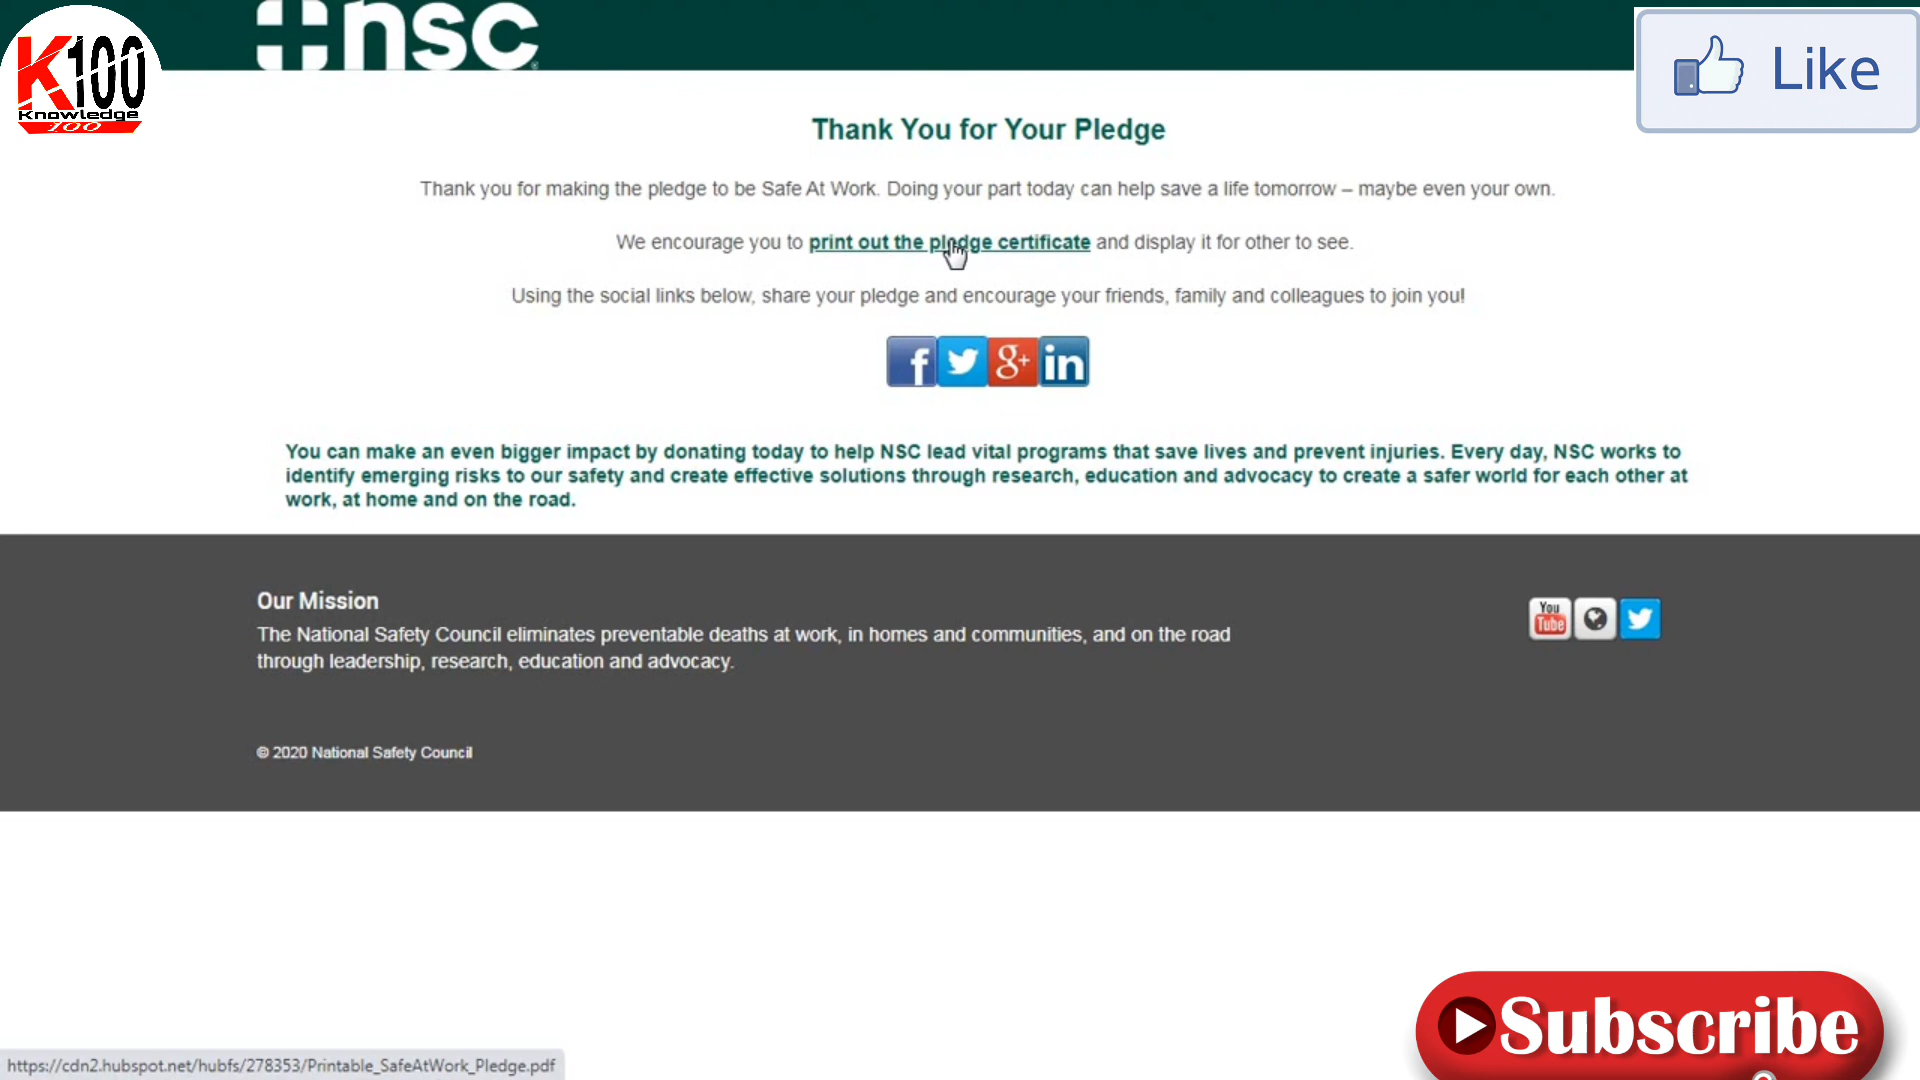 nsc
K100
Knowledge
100
Like
Thank You for Your Pledge
Thank you for making the pledge to be Safe At Work. Doing your part today can help save a life tomorrow – maybe even your own.
We encourage you to print out the pledge certificate and display it for other to see.
Using the social links below, share your pledge and encourage your friends, family and colleagues to join you!
f g+ in
You can make an even bigger impact by donating today to help NSC lead vital programs that save lives and prevent injuries. Every day, NSC works to
identify emerging risks to our safety and create effective solutions through research, education and advocacy to create a safer world for each other at
work, at home and on the road.
Our Mission
The National Safety Council eliminates preventable deaths at work, in homes and communities, and on the road
through leadership, research, education and advocacy.
You
Tube
© 2020 National Safety Council
Subscribe
https://cdn2.hubspot.net/hubfs/278353/Printable_SafeAtWork_Pledge.pdf